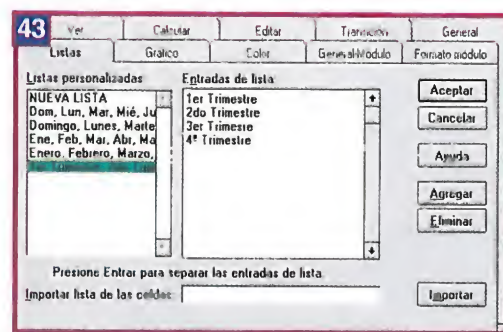 43
Ver Calcular Editar Transición General
Listas Gráfico Color General-Módulo Formato módulo
Listas personalizadas
NUEVA LISTA
Dom, Lun, Mar, Mié, Ju
Domingo, Lunes, Marte
Ene, Feb, Mar, Abr, Ma
Enero, Febrero, Marzo,
Entradas de lista:
1er Trimestre
2do Trimestre
3er Trimestre
4º Trimestre
Aceptar
Cancelar
Ayuda
Agregar
Eliminar
Presione Entrar para separar las entradas de lista.
Importar lista de las celdas:
Importar